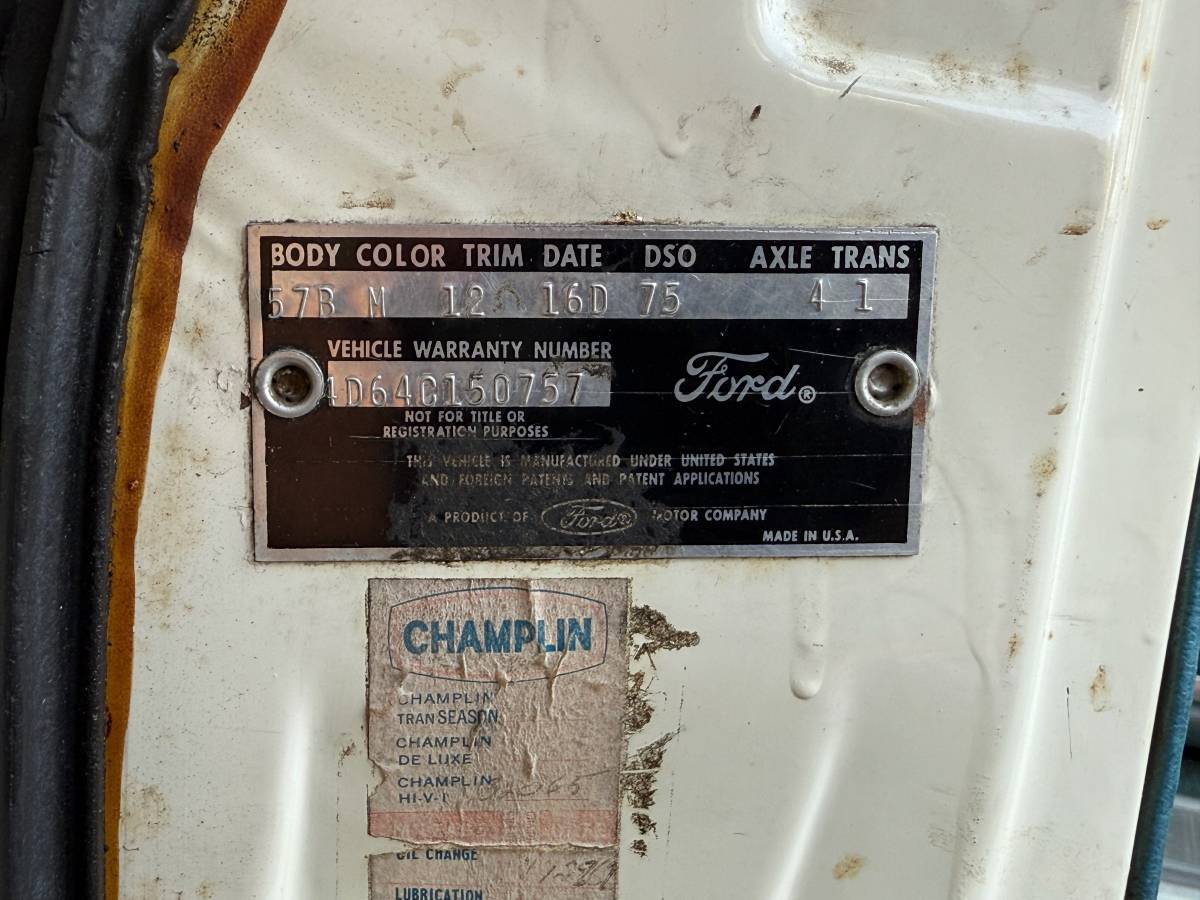 BODY COLOR TRIM DATE DSO AXLE TRANS
57B M 12 16D 75 4 1
VEHICLE WARRANTY NUMBER
4D64C150757
Ford®
NOT FOR TITLE OR
REGISTRATION PURPOSES
THIS VEHICLE IS MANUFACTURED UNDER UNITED STATES
AND FOREIGN PATENTS AND PATENT APPLICATIONS
A PRODUCT OF Ford® MOTOR COMPANY
MADE IN U.S.A.
CHAMPLIN
CHAMPLIN
TRANSEASON
CHAMPLIN
DE LUXE
CHAMPLIN
HI-V-I
OIL CHANGE
LUBRICATION